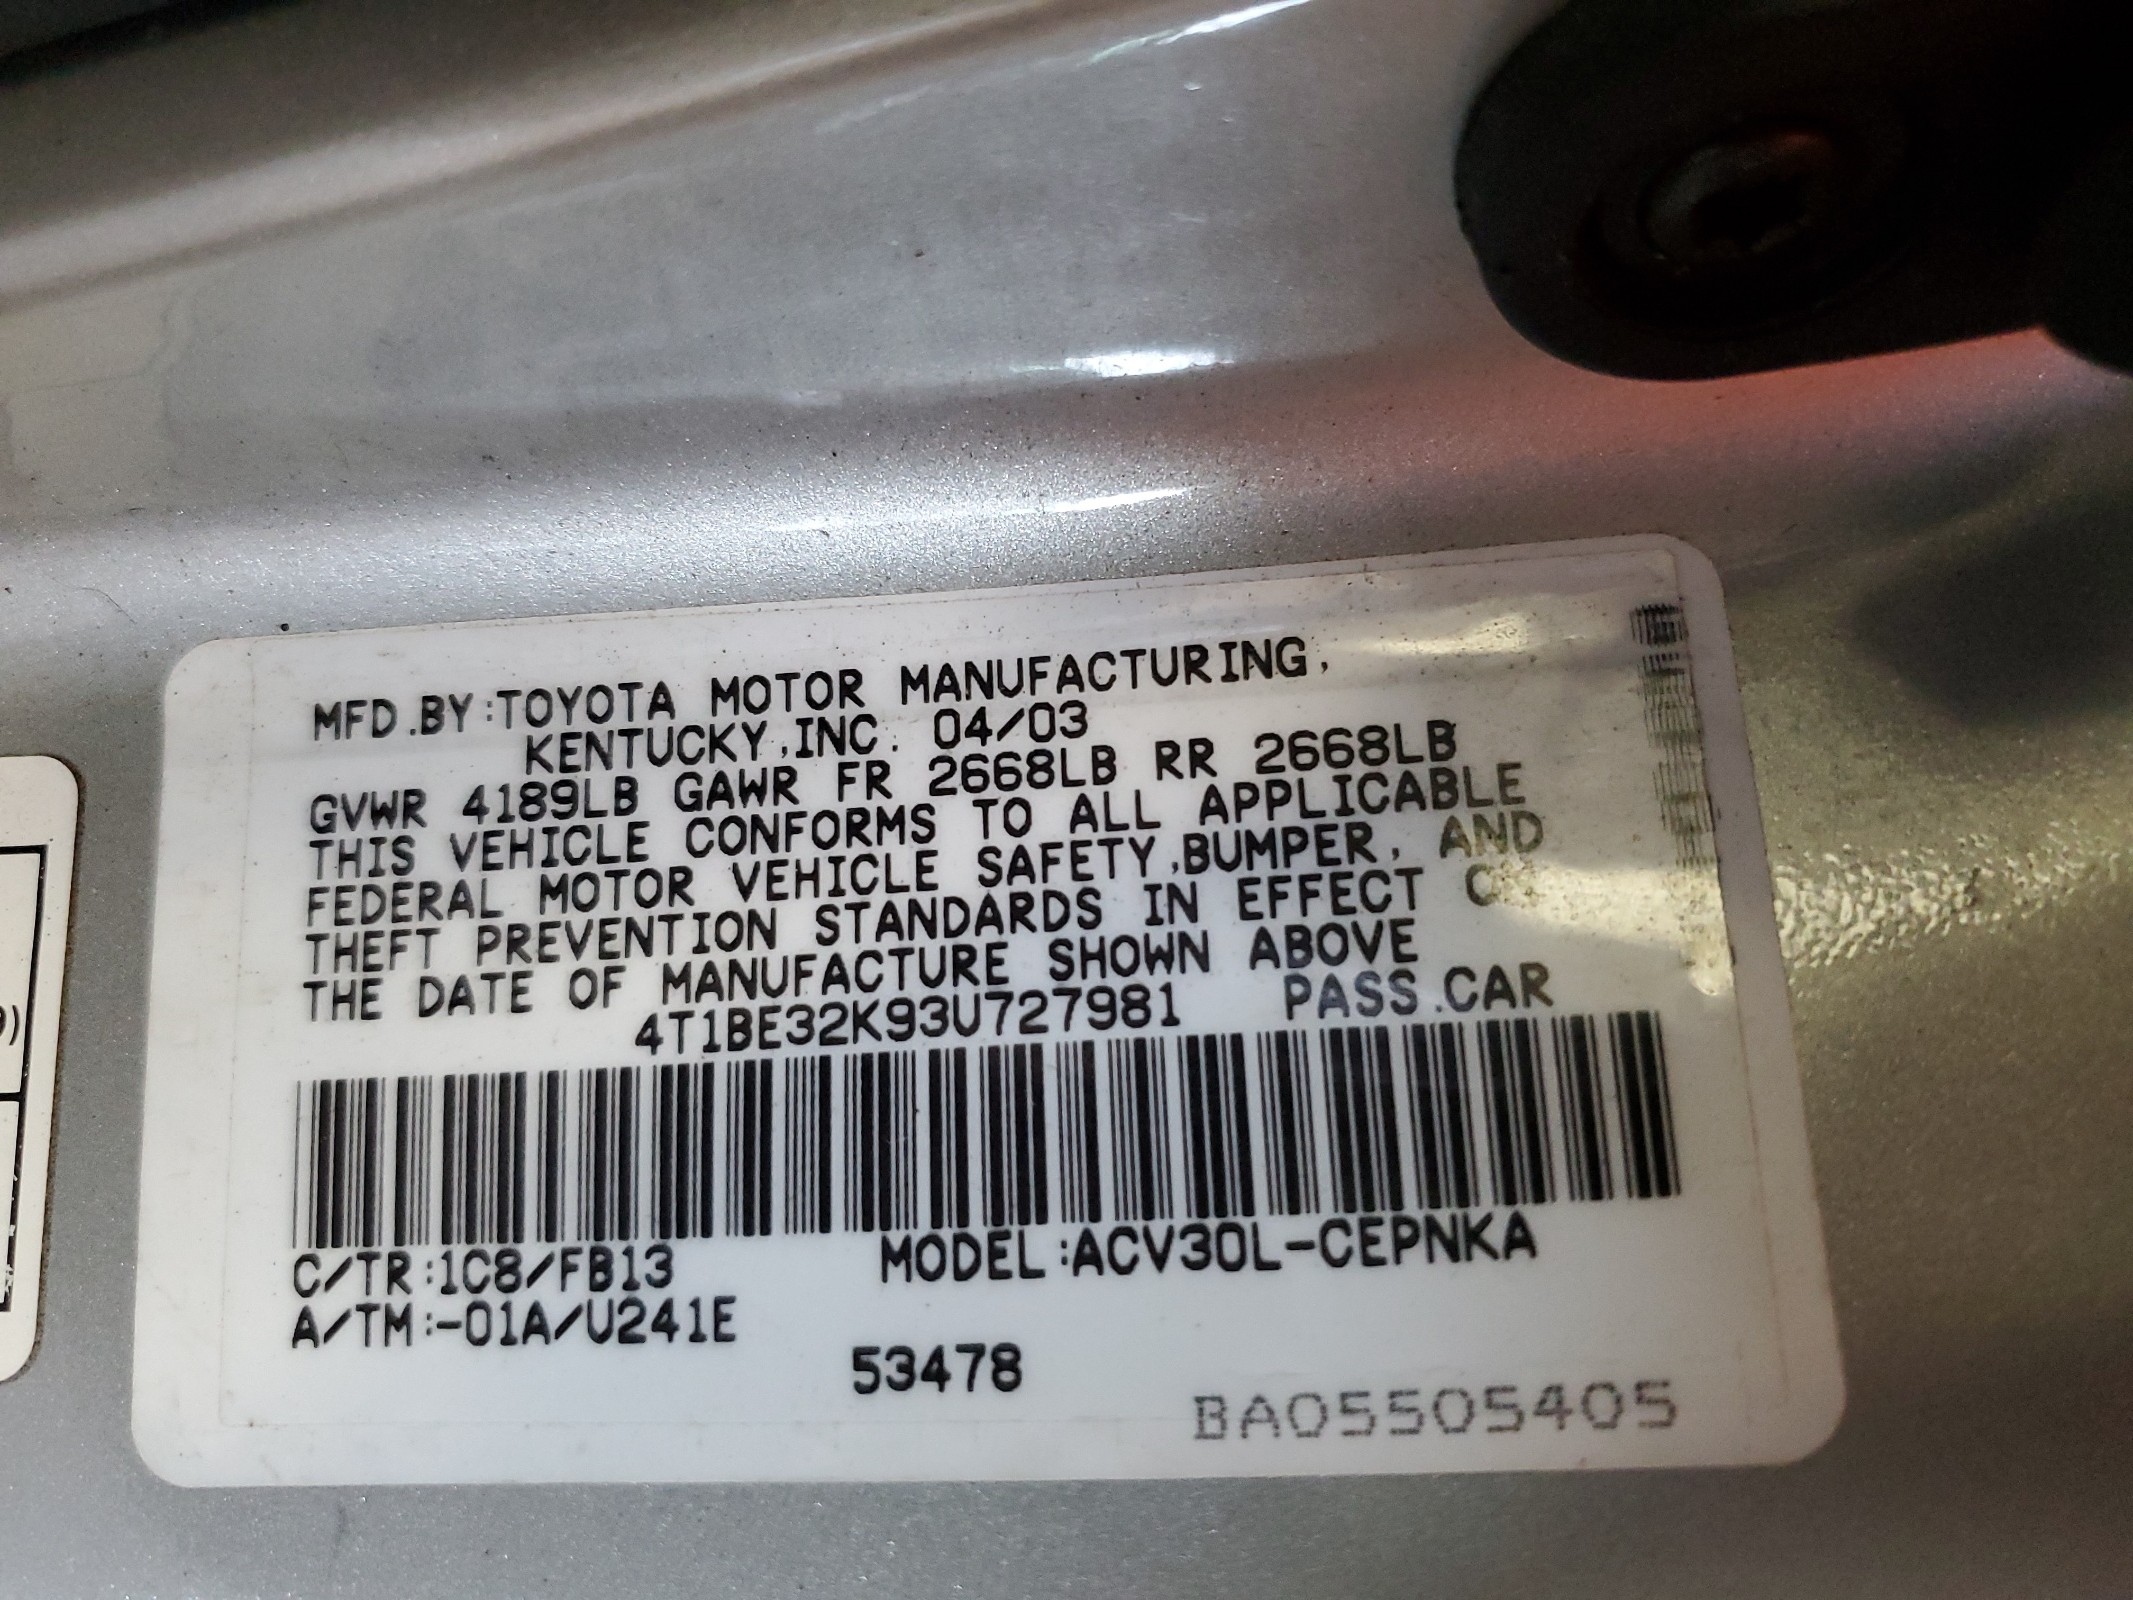 MFD.BY:TOYOTA MOTOR MANUFACTURING,
KENTUCKY,INC. 04/03
GVWR 4189LB GAWR FR 2668LB RR 2668LB
THIS VEHICLE CONFORMS TO ALL APPLICABLE
FEDERAL MOTOR VEHICLE SAFETY,BUMPER, AND
THEFT PREVENTION STANDARDS IN EFFECT ON
THE DATE OF MANUFACTURE SHOWN ABOVE
4T1BE32K93U727981 PASS.CAR
C/TR:1C8/FB13 MODEL:ACV30L-CEPNKA
A/TM:-01A/U241E
53478
BA05505405